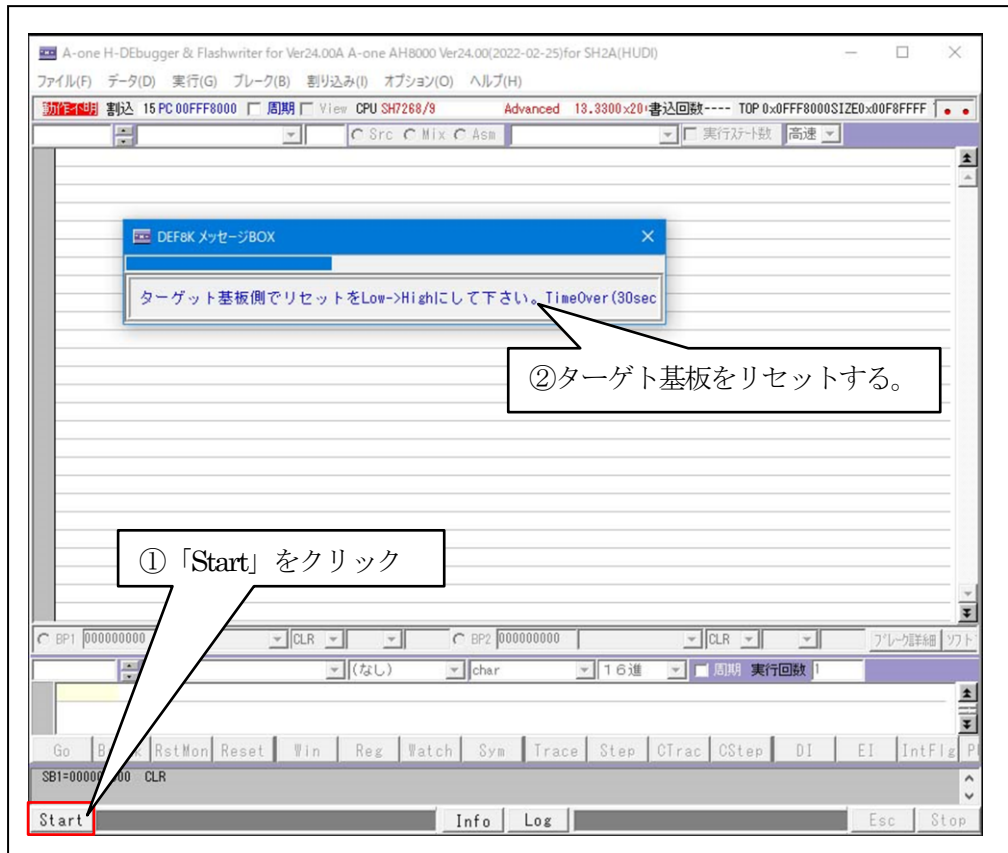 A-one H-DEbugger & Flashwriter for Ver24.00A A-one AH8000 Ver24.00(2022-02-25)for SH2A(HUDI)
ファイル(F) データ(D) 実行(G) ブレーク(B) 割り込み(I) オプション(O) ヘルプ(H)
動作不明 割込 15 PC 00FFF8000 周期 View CPU SH7268/9 Advanced 13.3300×20 書込回数---- TOP 0x0FFF8000SIZE0x00F8FFFF
Src Mix Asm 実行ステート数 高速
DEF8K メッセージBOX
ターゲット基板側でリセットをLow->Highにして下さい。TimeOver(30sec
②ターゲト基板をリセットする。
①「Start」をクリック
BP1 000000000 CLR BP2 000000000 CLR ブレーク詳細 ソフト
(なし) char 16進 周期 実行回数 1
Go RstMon Reset Win Reg Watch Sym Trace Step CTrac CStep DI EI IntFlg
CLR
Start Info Log Esc Stop